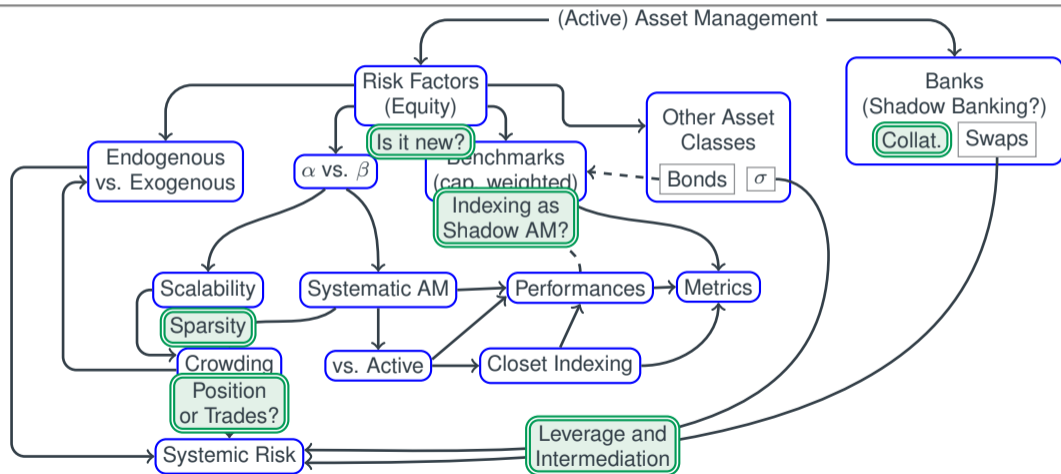 (Active) Asset Management
Risk Factors
(Equity)
Is it new?
Banks
(Shadow Banking?)
Collat.
Swaps
Other Asset
Classes
Bonds
σ
Endogenous
vs. Exogenous
α vs. β
Benchmarks
(cap. weighted)
Indexing as
Shadow AM?
Scalability
Sparsity
Systematic AM
Performances
Metrics
Crowding
Position
or Trades?
vs. Active
Closet Indexing
Leverage and
Intermediation
Systemic Risk